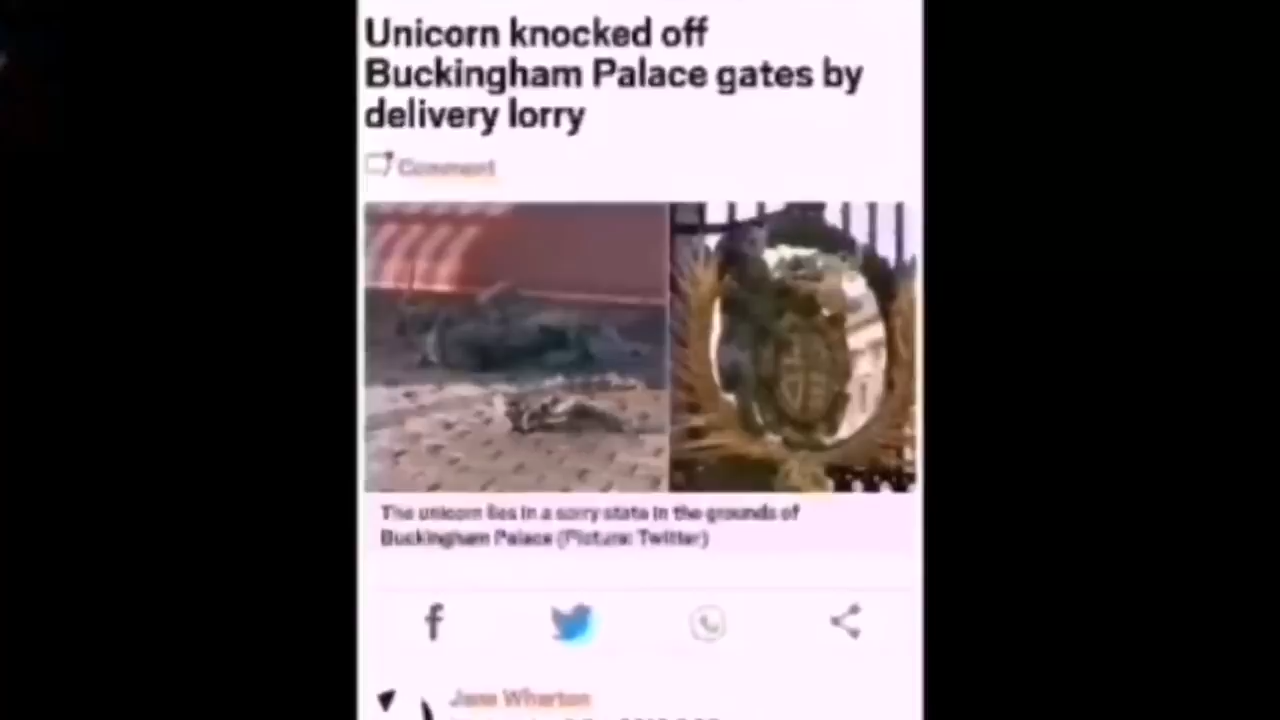 Unicorn knocked off
Buckingham Palace gates by
delivery lorry
Comment
The unicorn lies in a sorry state in the grounds of
Buckingham Palace (Picture: Twitter)
Jane Wharton